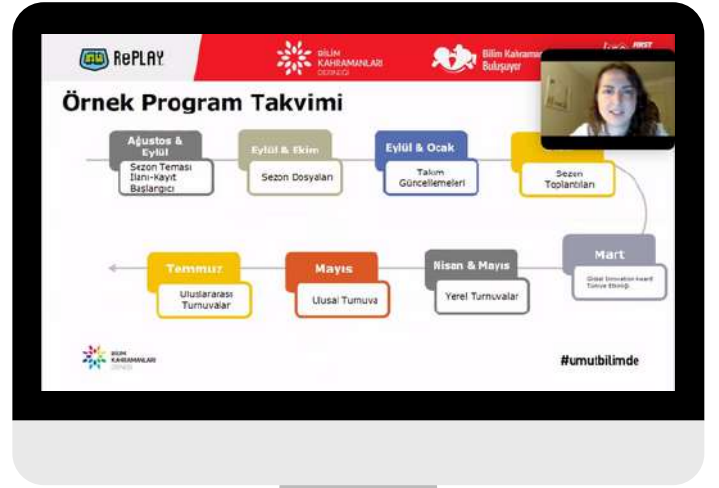 RePLAY
BİLİM
KAHRAMANLARI
DERNEĞİ
Bilim Kahraman
Buluşuyor
FIRST
Örnek Program Takvimi
Ağustos &
Eylül
Sezon Teması
İlanı-Kayıt
Başlangıcı
Eylül & Ekim
Sezon Dosyaları
Eylül & Ocak
Takım
Güncellemeleri
Sezon
Toplantıları
Temmuz
Uluslararası
Turnuvalar
Mayıs
Ulusal Turnuva
Nisan & Mayıs
Yerel Turnuvalar
Mart
Global Innovation Award
Türkiye Etkinliği
BİLİM
KAHRAMANLARI
DERNEĞİ
#umutbilimde